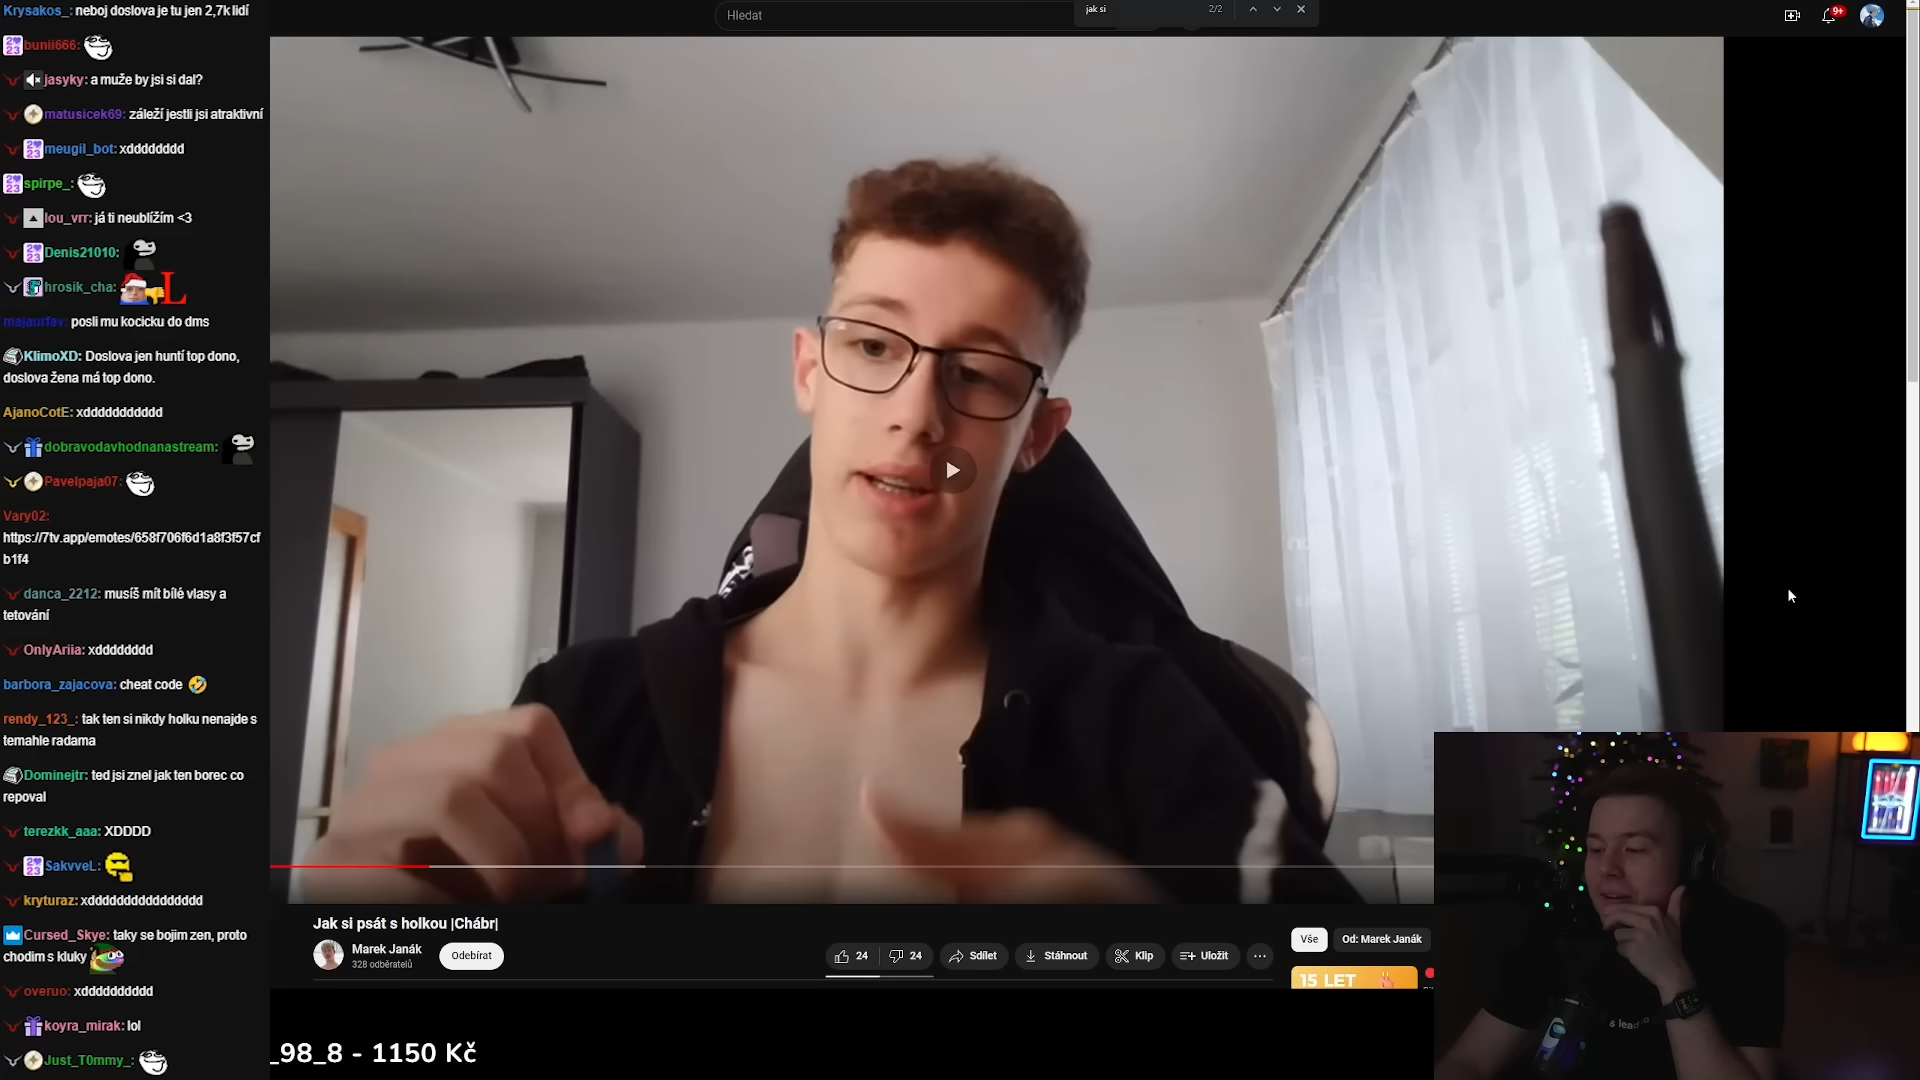 Krysakos_: neboj doslova je tu jen 2,7k lidí
bunii666:
jasyky: a muže by jsi si dal?
matusicek69: záleží jestli jsi atraktivní
meugil_bot: xdddddddd
spirpe_:
lou_vrr: já ti neublížím <3
Denis21010:
hrosik_cha: L
majaurfav: posli mu kocicku do dms
KlimoXD: Doslova jen huntí top dono,
doslova žena má top dono.
AjanoCotE: xddddddddddd
dobravodavhodnanastream:
Pavelpaja07:
Vary02:
https://7tv.app/emotes/658f706f6d1a8f3f57cf
b1f4
danca_2212: musíš mít bílé vlasy a
tetování
OnlyAriia: xdddddddd
barbora_zajacova: cheat code 🤣
rendy_123_: tak ten si nikdy holku nenajde s
temahle radama
Dominejtr: ted jsi znel jak ten borec co
repoval
terezkk_aaa: XDDDD
SakvveL:
kryturaz: xdddddddddddddddd
Cursed_Skye: taky se bojim zen, proto
chodim s kluky
overuo: xdddddddddd
koyra_mirak: lol
Just_T0mmy_:
Hledat
jak si
2/2
9+
Jak si psát s holkou |Chábr|
Marek Janák
328 odběratelů
Odebírat
24
24
Sdílet
Stáhnout
Klip
Uložit
Vše
Od: Marek Janák
15 LET
_98_8 - 1150 Kč